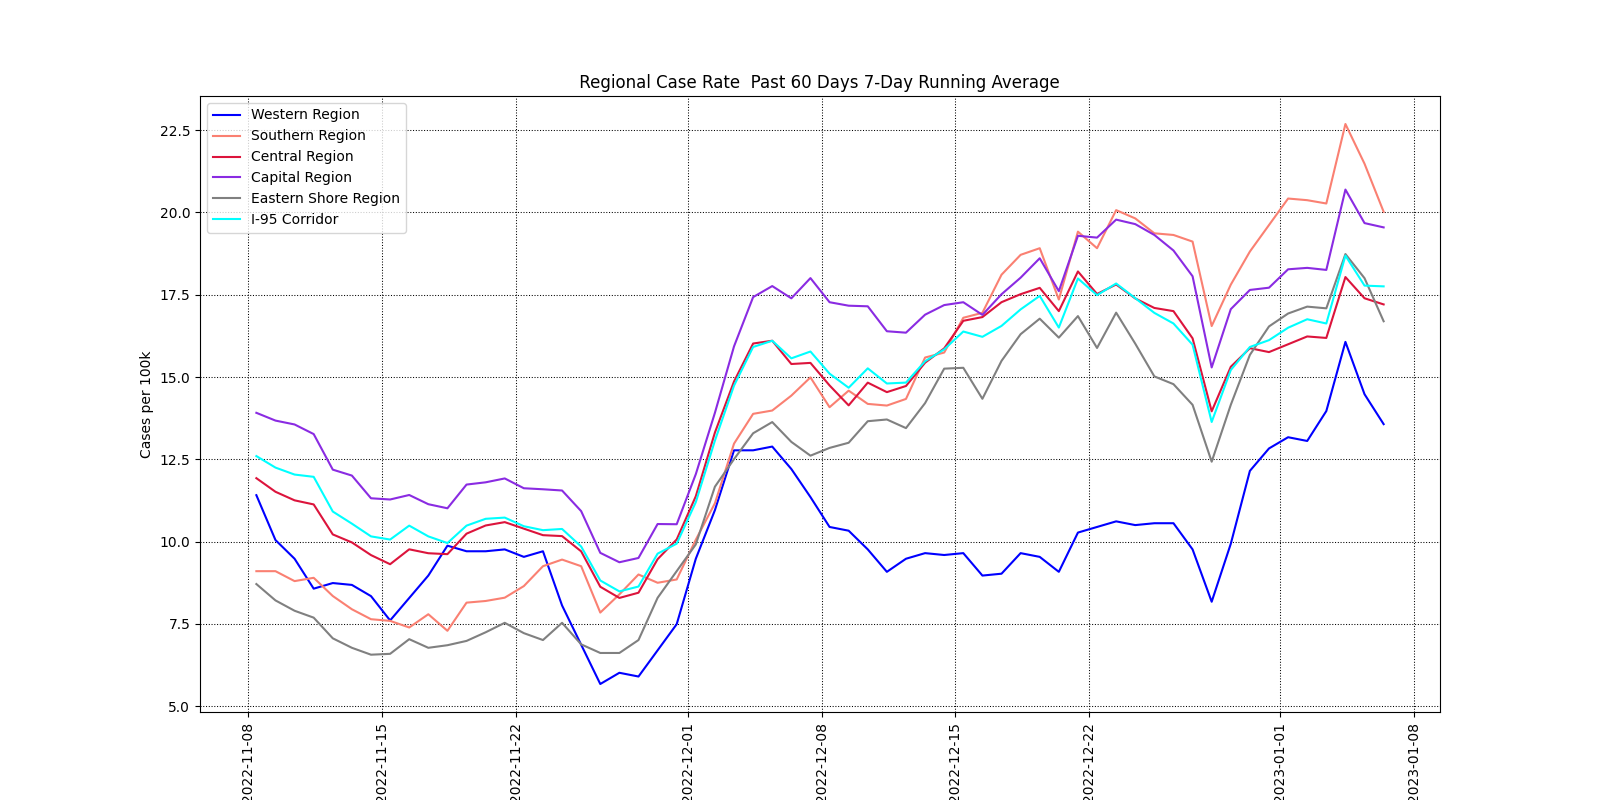 Regional Case Rate  Past 60 Days 7-Day Running Average
Western Region
Southern Region
Central Region
Capital Region
Eastern Shore Region
I-95 Corridor
Cases per 100k
22.5
20.0
17.5
15.0
12.5
10.0
7.5
5.0
2022-11-08
2022-11-15
2022-11-22
2022-12-01
2022-12-08
2022-12-15
2022-12-22
2023-01-01
2023-01-08